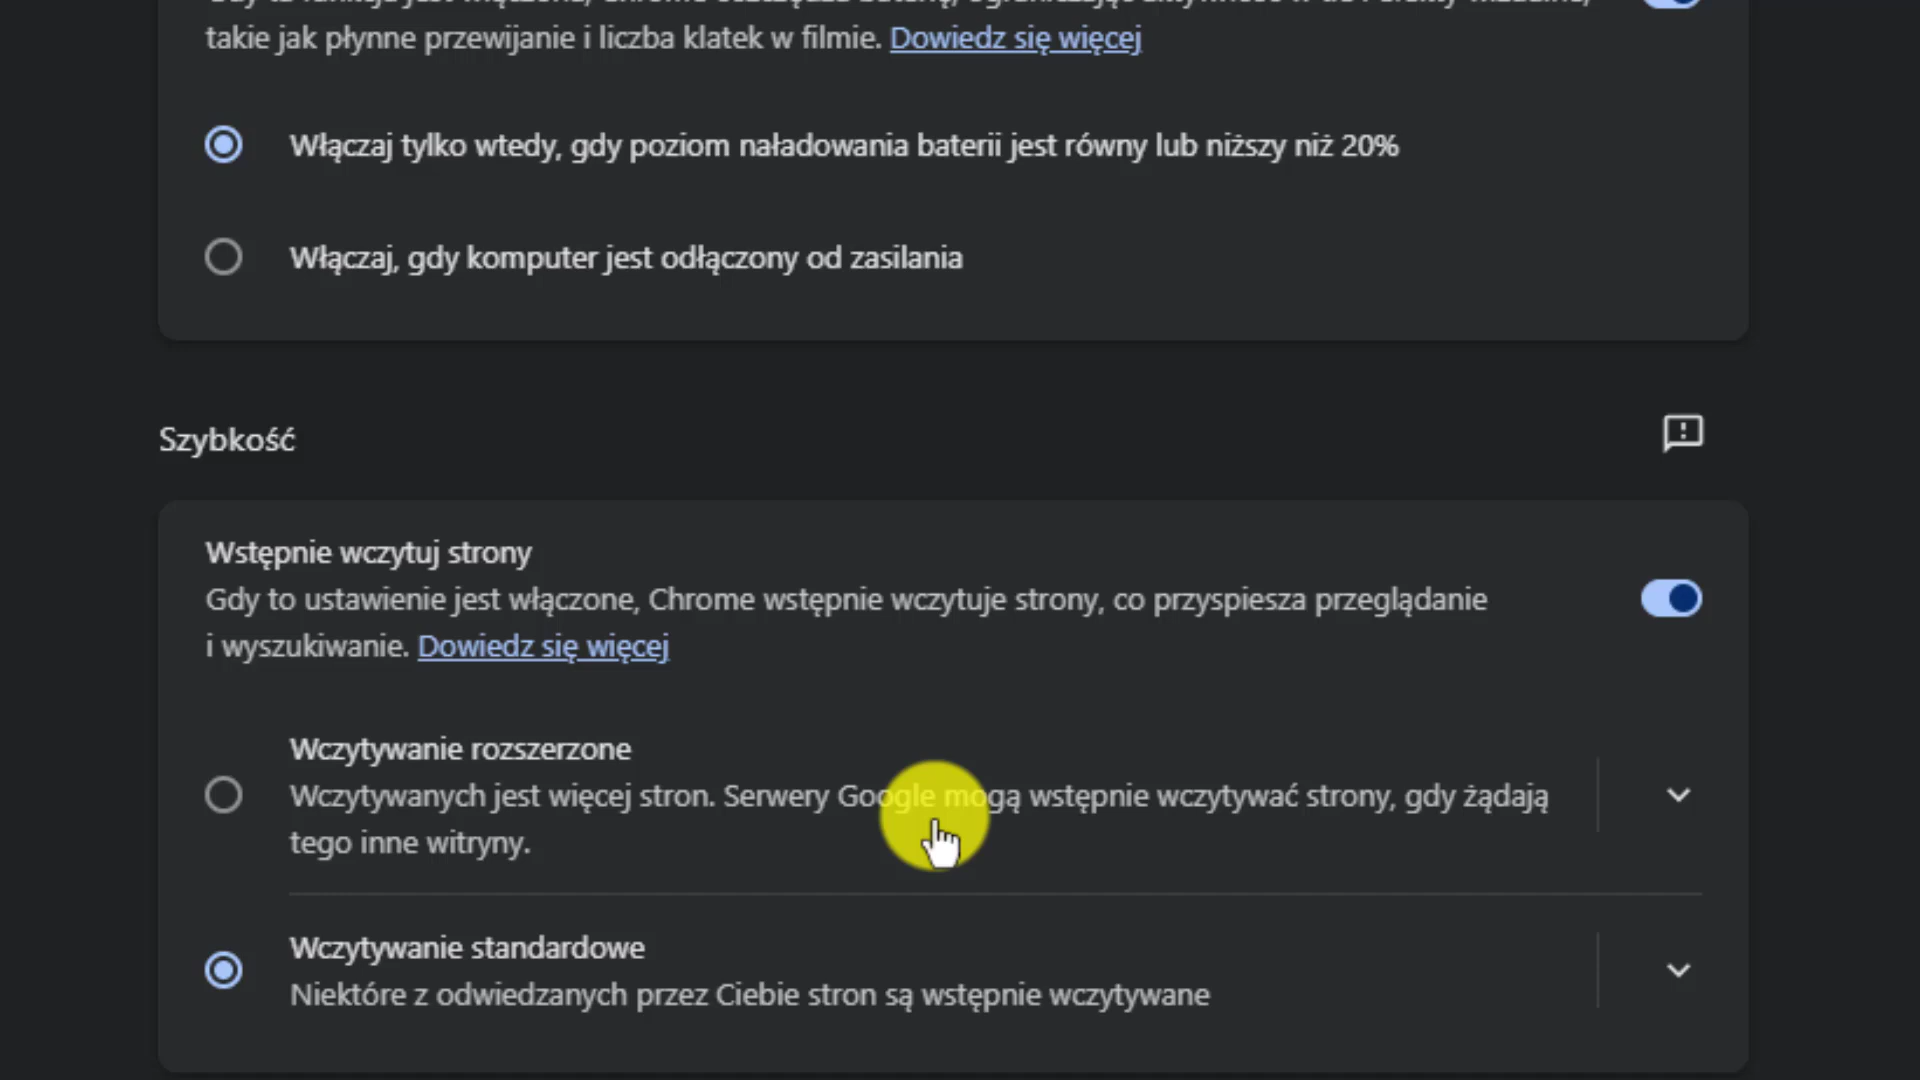 takie jak płynne przewijanie i liczba klatek w filmie. Dowiedz się więcej
Włączaj tylko wtedy, gdy poziom naładowania baterii jest równy lub niższy niż 20%
Włączaj, gdy komputer jest odłączony od zasilania
Szybkość
Wstępnie wczytuj strony
Gdy to ustawienie jest włączone, Chrome wstępnie wczytuje strony, co przyspiesza przeglądanie
i wyszukiwanie. Dowiedz się więcej
Wczytywanie rozszerzone
Wczytywanych jest więcej stron. Serwery Google mogą wstępnie wczytywać strony, gdy żądają
tego inne witryny.
Wczytywanie standardowe
Niektóre z odwiedzanych przez Ciebie stron są wstępnie wczytywane